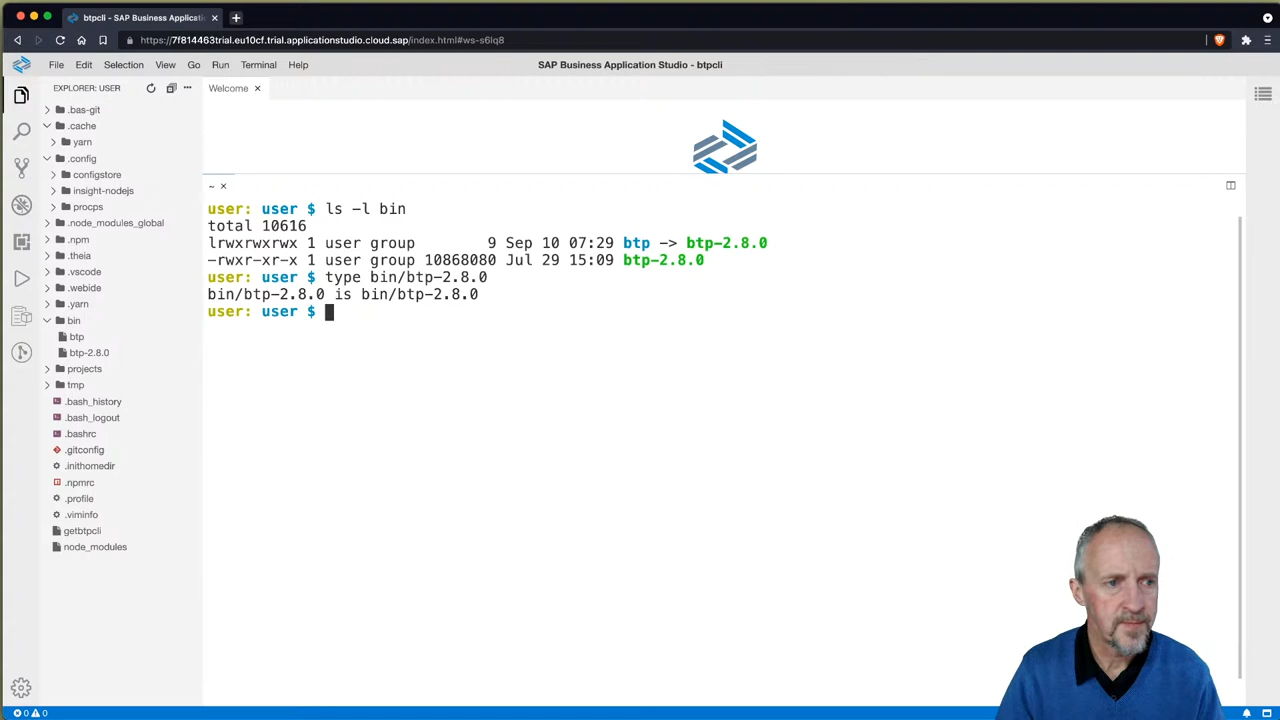 btpcli - SAP Business Applicati
https://7f814463trial.eu10cf.trial.applicationstudio.cloud.sap/index.html#ws-s6lq8
File Edit Selection View Go Run Terminal Help
SAP Business Application Studio - btpcli
EXPLORER: USER
.bas-git
.cache
yarn
.config
configstore
insight-nodejs
procps
.node_modules_global
.npm
.theia
.vscode
.webide
.yarn
bin
btp
btp-2.8.0
projects
tmp
.bash_history
.bash_logout
.bashrc
.gitconfig
.inithomedir
.npmrc
.profile
.viminfo
getbtpcli
node_modules
Welcome
~
user: user $ ls -l bin
total 10616
lrwxrwxrwx 1 user group 9 Sep 10 07:29 btp -> btp-2.8.0
-rwxr-xr-x 1 user group 10868080 Jul 29 15:09 btp-2.8.0
user: user $ type bin/btp-2.8.0
bin/btp-2.8.0 is bin/btp-2.8.0
user: user $
0 0